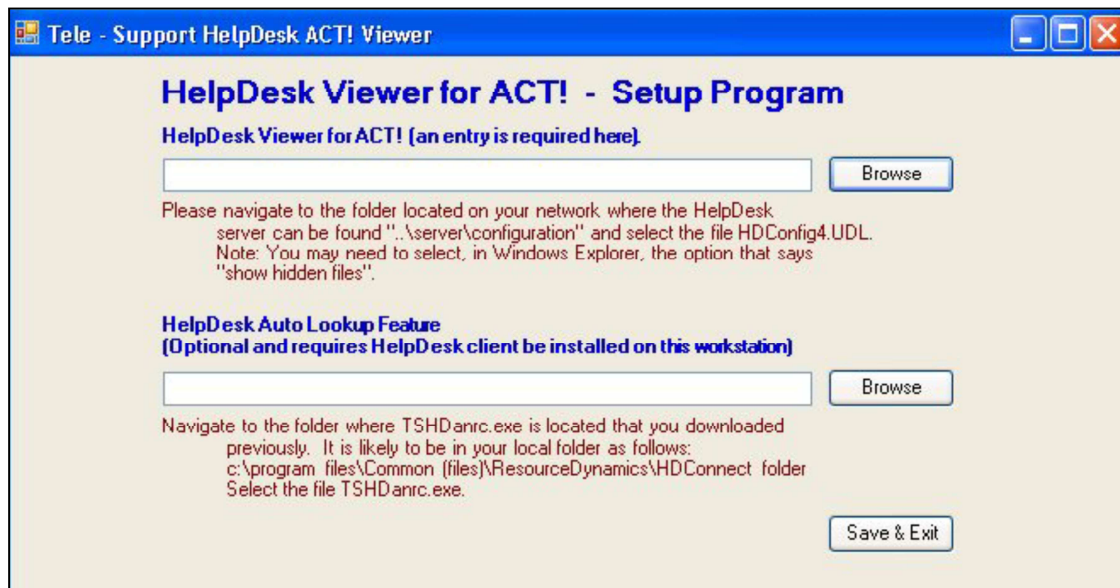 Tele - Support HelpDesk ACT! Viewer
HelpDesk Viewer for ACT! - Setup Program
HelpDesk Viewer for ACT! (an entry is required here).
Browse
Please navigate to the folder located on your network where the HelpDesk
server can be found "..\server\configuration" and select the file HDConfig4.UDL.
Note: You may need to select, in Windows Explorer, the option that says
"show hidden files".
HelpDesk Auto Lookup Feature
(Optional and requires HelpDesk client be installed on this workstation)
Browse
Navigate to the folder where TSHDanrc.exe is located that you downloaded
previously. It is likely to be in your local folder as follows:
c:\program files\Common (files)\ResourceDynamics\HDConnect folder
Select the file TSHDanrc.exe.
Save & Exit